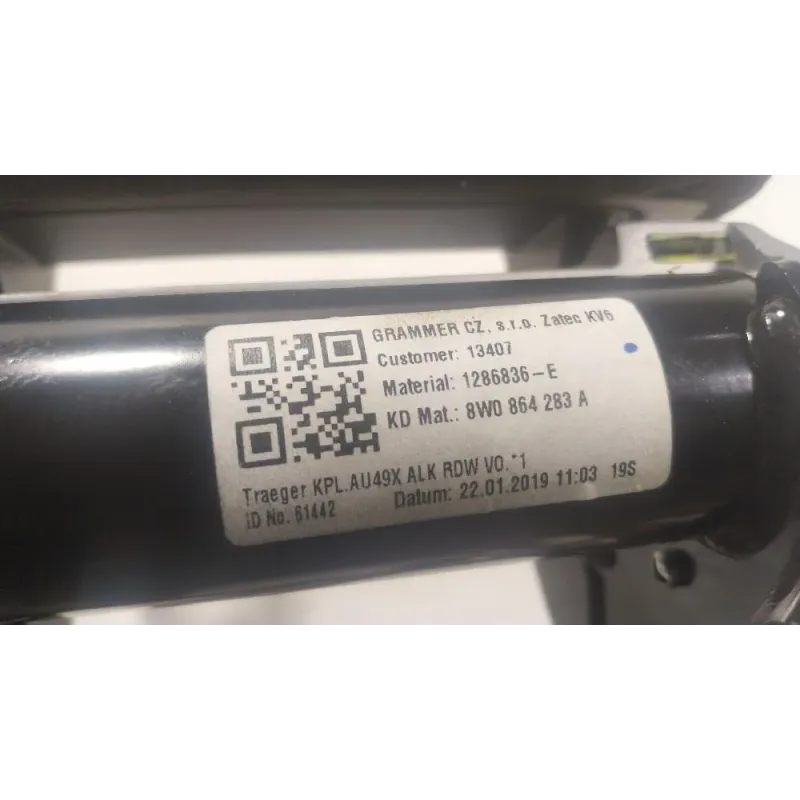 GRAMMER CZ, s.r.o. Zatec KV6
Customer: 13407
Material: 1286836-E
KD Mat.: 8W0 864 283 A
Traeger KPL.AU49X ALK RDW V0.*1
ID No. 61442 Datum: 22.01.2019 11:03 19S